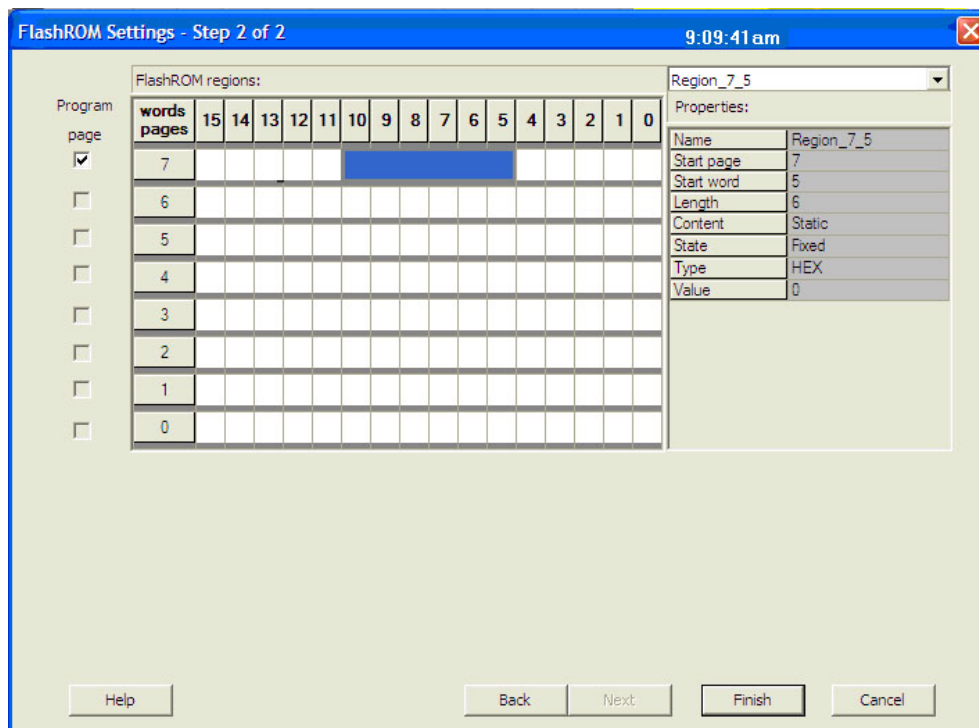 FlashROM Settings - Step 2 of 2
9:09:41am
FlashROM regions:
Region_7_5
Program page
words pages 15 14 13 12 11 10 9 8 7 6 5 4 3 2 1 0
7
6
5
4
3
2
1
0
Properties:
Name Region_7_5
Start page 7
Start word 5
Length 6
Content Static
State Fixed
Type HEX
Value 0
Help Back Next Finish Cancel